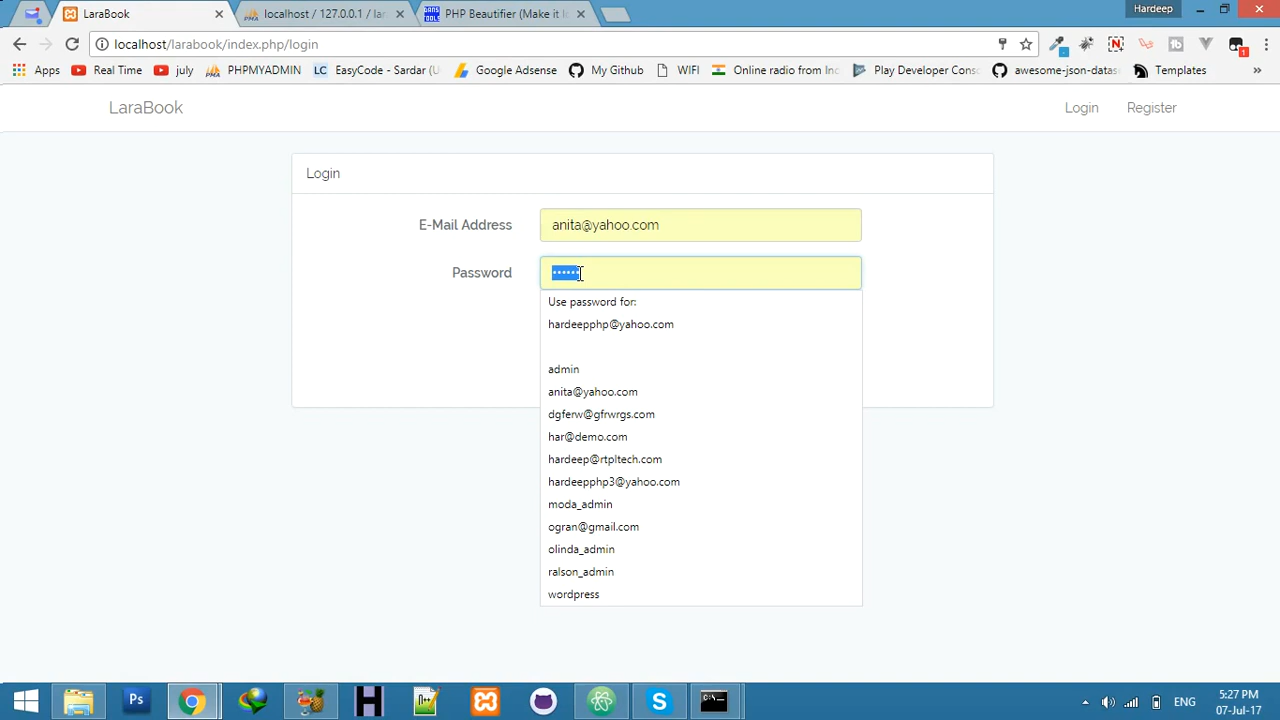 LaraBook
localhost / 127.0.0.1 / lar
PHP Beautifier (Make it lo
Hardeep
localhost/larabook/index.php/login
Apps
Real Time
july
PHPMYADMIN
LC EasyCode - Sardar (U
Google Adsense
My Github
WIFI
Online radio from Inc
Play Developer Cons
awesome-json-datas
Templates
»
LaraBook
Login
Register
Login
E-Mail Address
anita@yahoo.com
Password
••••••
Use password for:
hardeepphp@yahoo.com
admin
anita@yahoo.com
dgferw@gfrwrgs.com
har@demo.com
hardeep@rtpltech.com
hardeepphp3@yahoo.com
moda_admin
ogran@gmail.com
olinda_admin
ralson_admin
wordpress
Ps
ENG
5:27 PM
07-Jul-17